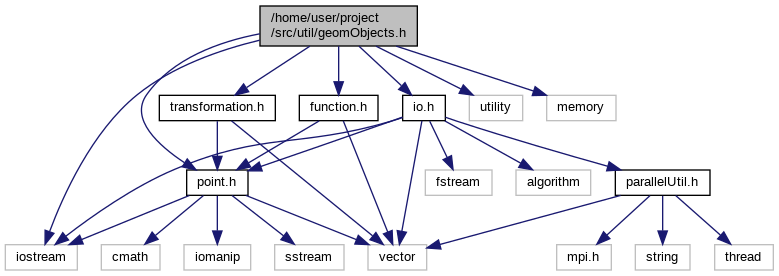 /home/user/project
/src/util/geomObjects.h
transformation.h
function.h
io.h
utility
memory
point.h
fstream
algorithm
parallelUtil.h
iostream
cmath
iomanip
sstream
vector
mpi.h
string
thread